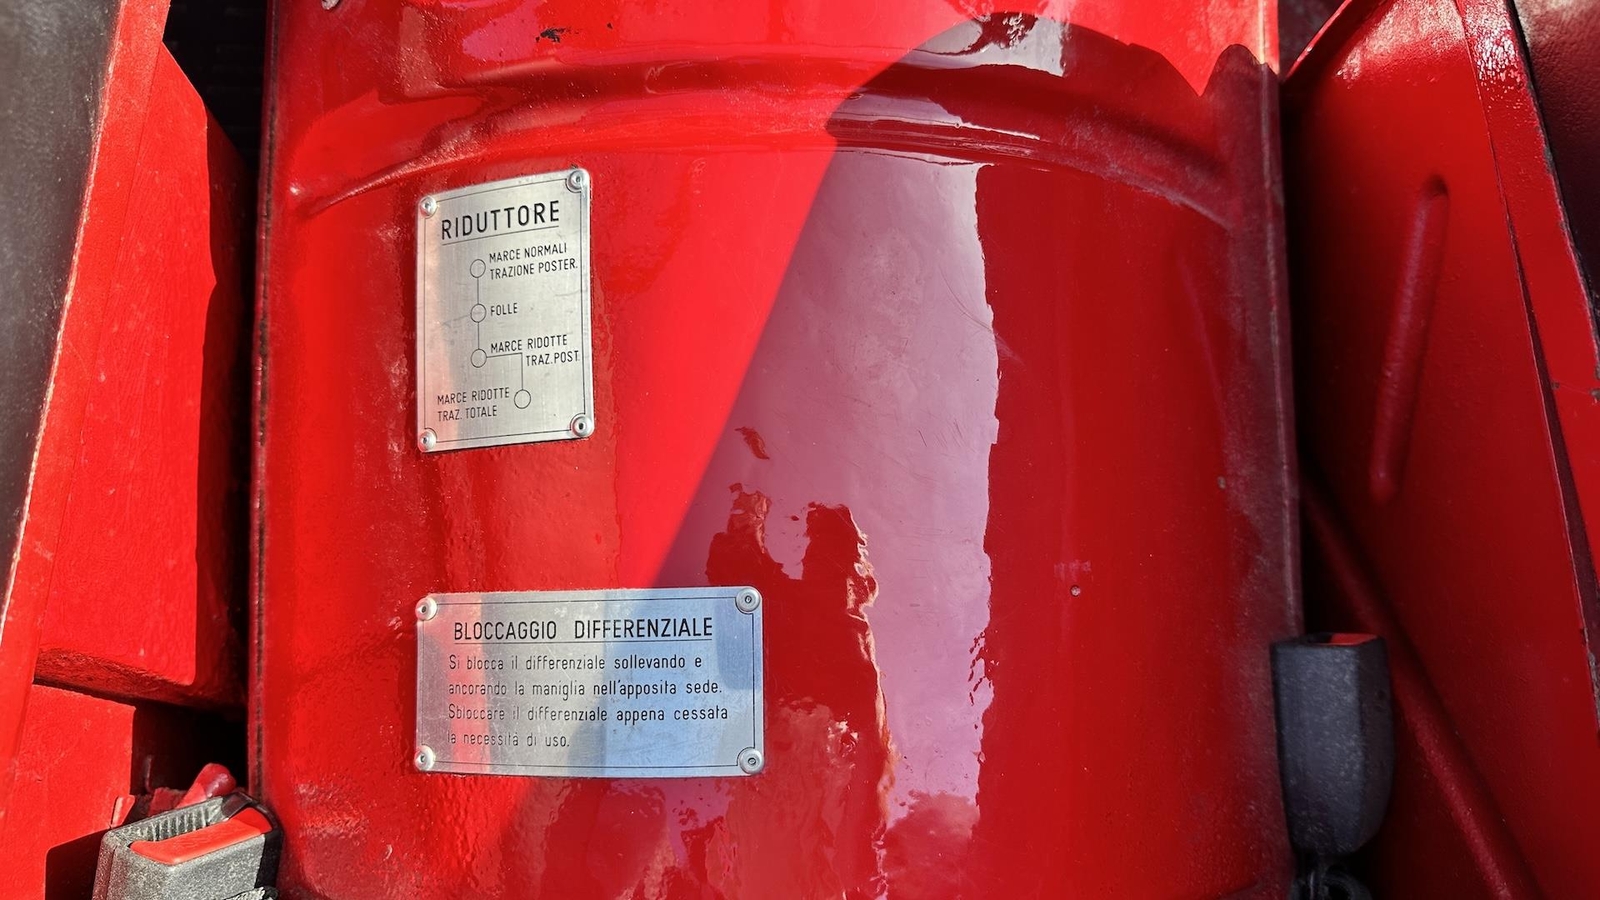 RIDUTTORE
MARCE NORMALI
TRAZIONE POSTER.
FOLLE
MARCE RIDOTTE
TRAZ. POST.
MARCE RIDOTTE
TRAZ. TOTALE
BLOCCAGGIO DIFFERENZIALE
Si blocca il differenziale sollevando e
ancorando la maniglia nell'apposita sede.
Sbloccare il differenziale appena cessata
la necessità di uso.